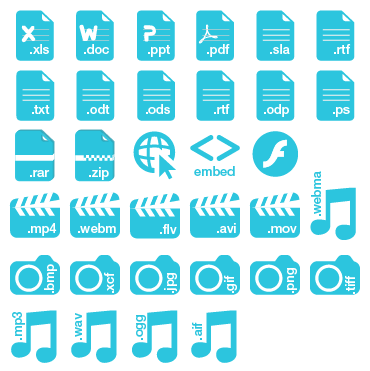 X .xls W .doc P .ppt .pdf .sla .rtf
.txt .odt .ods .rtf .odp .ps
.rar .zip embed
.mp4 .webm .flv .avi .mov .webma
.bmp .xcf .jpg .gif .png .tiff
.mp3 .wav .ogg .aif